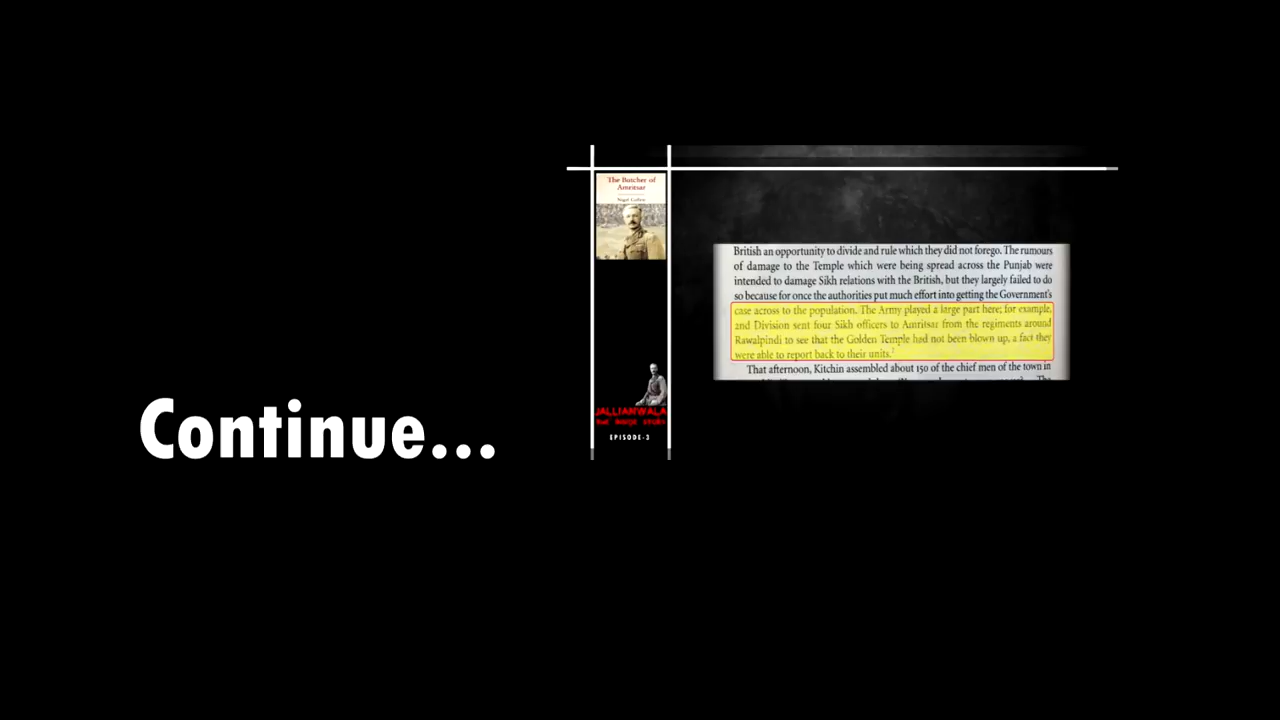 The Butcher of
Amritsar
Nigel Collett
British an opportunity to divide and rule which they did not forego. The rumours
of damage to the Temple which were being spread across the Punjab were
intended to damage Sikh relations with the British, but they largely failed to do
so because for once the authorities put much effort into getting the Government's
case across to the population. The Army played a large part here; for example,
2nd Division sent four Sikh officers to Amritsar from the regiments around
Rawalpindi to see that the Golden Temple had not been blown up, a fact they
were able to report back to their units.
That afternoon, Kitchin assembled about 150 of the chief men of the town in
JALLIANWALA
THE INSIDE STORY
EPISODE-3
Continue...